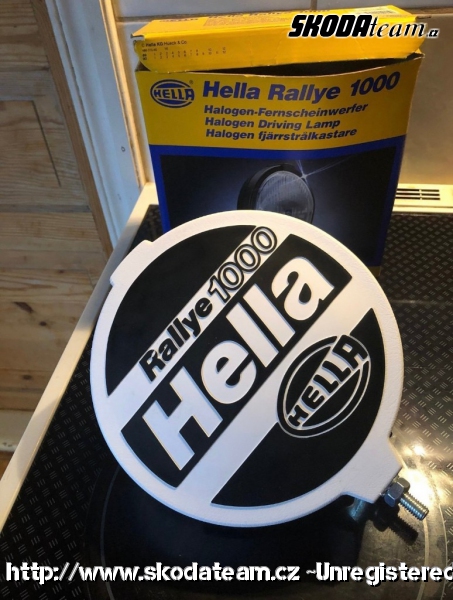 SKODAteam.cz
HELLA
Hella Rallye 1000
Halogen-Fernscheinwerfer
Halogen Driving Lamp
Halogen fjärrstrålkastare
Rallye 1000
Hella
HELLA
http://www.skodateam.cz ~Unregisterec